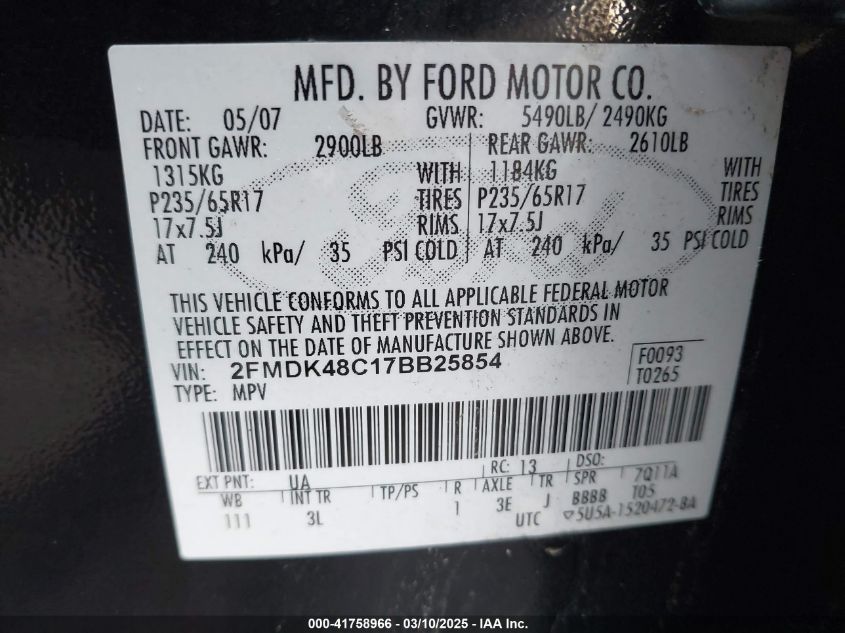 MFD. BY FORD MOTOR CO.
DATE: 05/07 GVWR: 5490LB/ 2490KG
FRONT GAWR: 2900LB REAR GAWR: 2610LB
1315KG WITH 1184KG WITH
P235/65R17 TIRES P235/65R17 TIRES
17x7.5J RIMS 17x7.5J RIMS
AT 240 kPa/ 35 PSI COLD AT 240 kPa/ 35 PSI COLD
THIS VEHICLE CONFORMS TO ALL APPLICABLE FEDERAL MOTOR
VEHICLE SAFETY AND THEFT PREVENTION STANDARDS IN
EFFECT ON THE DATE OF MANUFACTURE SHOWN ABOVE.
VIN: 2FMDK48C17BB25854 F0093
TYPE: MPV T0265
EXT PNT: UA RC: 13 DSO:
WB INT TR TP/PS R AXLE TR SPR 7Q11A
111 3L 1 3E J BBBB T05
UTC ▽5U5A-1520472-BA
Ford
000-41758966 — 03/10/2025 — IAA Inc.